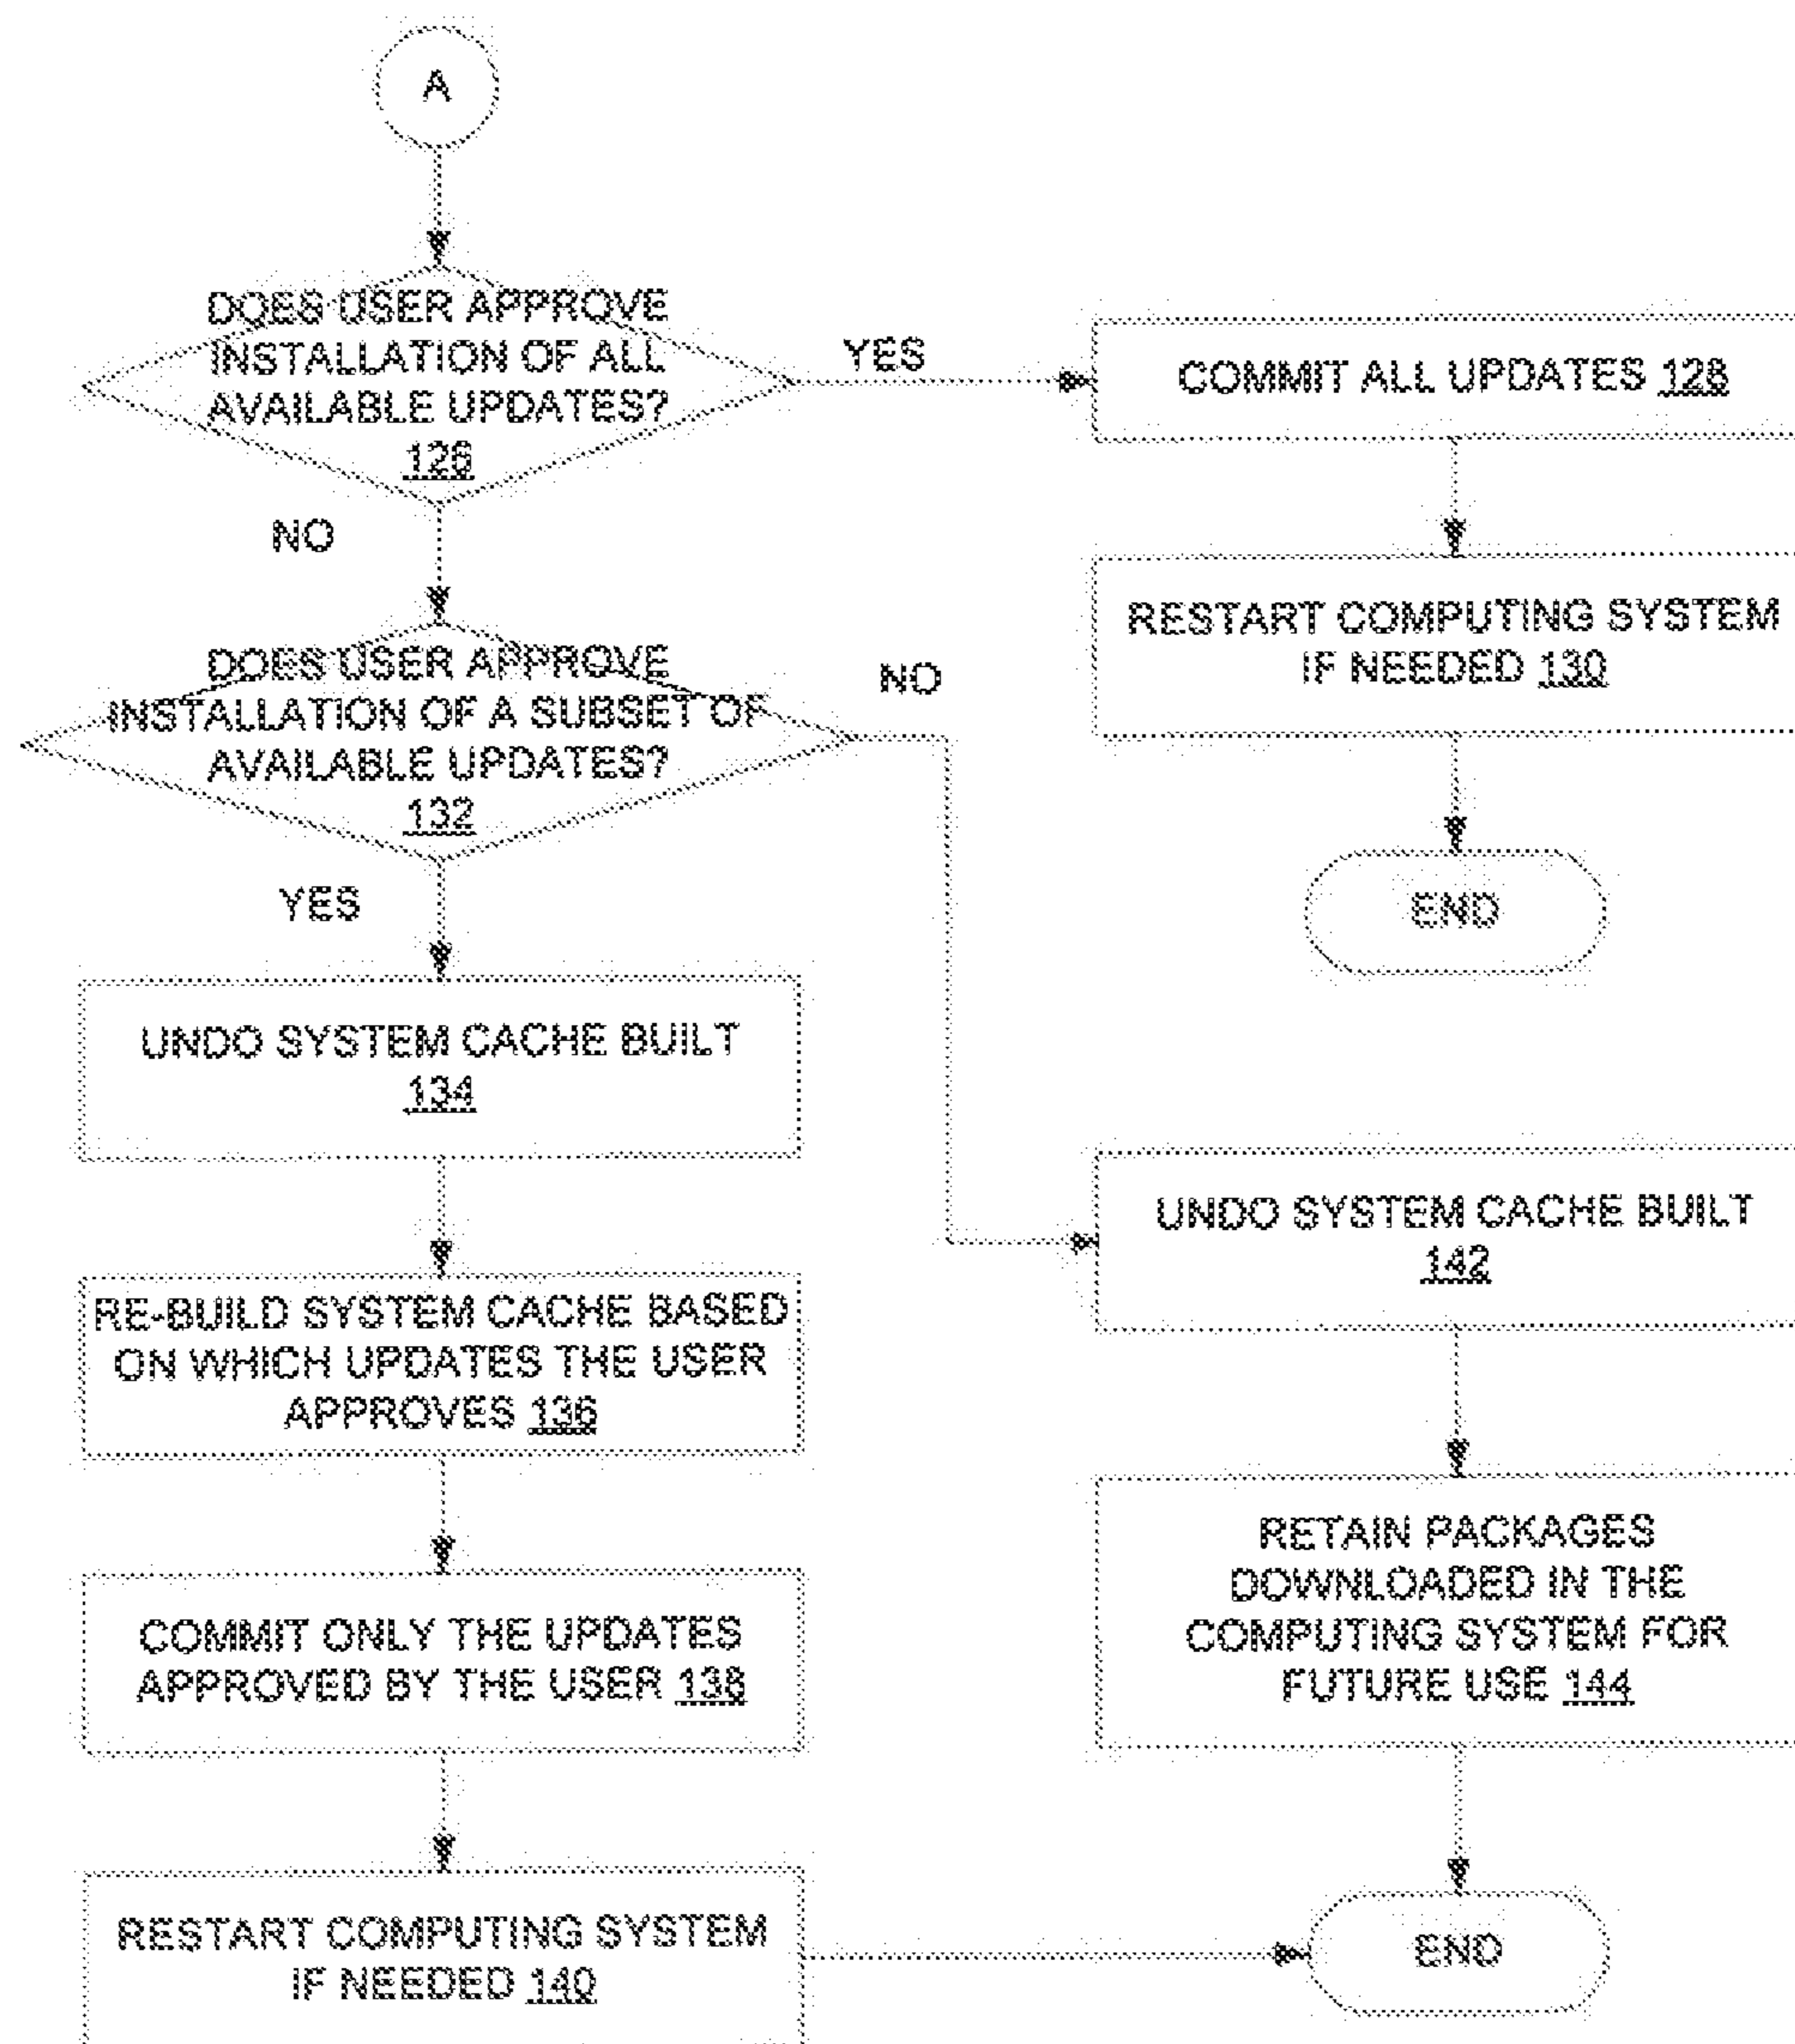 A
DOES USER APPROVE
INSTALLATION OF ALL
AVAILABLE UPDATES?
126
YES
NO
COMMIT ALL UPDATES 128
RESTART COMPUTING SYSTEM
IF NEEDED 130
END
DOES USER APPROVE
INSTALLATION OF A SUBSET OF
AVAILABLE UPDATES?
132
NO
YES
UNDO SYSTEM CACHE BUILT
134
RE-BUILD SYSTEM CACHE BASED
ON WHICH UPDATES THE USER
APPROVES 136
COMMIT ONLY THE UPDATES
APPROVED BY THE USER 138
RESTART COMPUTING SYSTEM
IF NEEDED 140
UNDO SYSTEM CACHE BUILT
142
RETAIN PACKAGES
DOWNLOADED IN THE
COMPUTING SYSTEM FOR
FUTURE USE 144
END